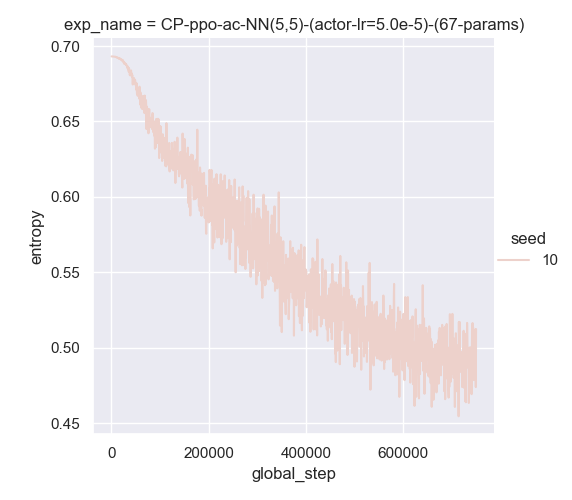 exp_name = CP-ppo-ac-NN(5,5)-(actor-lr=5.0e-5)-(67-params)
0.70
0.65
0.60
0.55
0.50
0.45
entropy
0 200000 400000 600000
global_step
seed
10